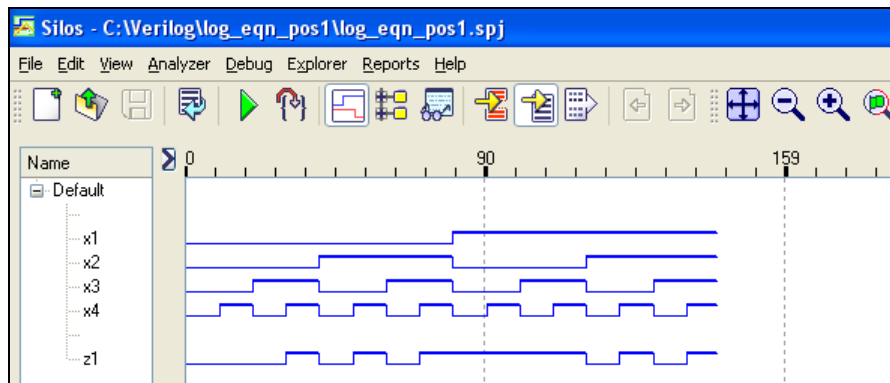 Silos - C:\Verilog\log_eqn_pos1\log_eqn_pos1.spj
File Edit View Analyzer Debug Explorer Reports Help
Name 0 90 159
Default
x1
x2
x3
x4
z1